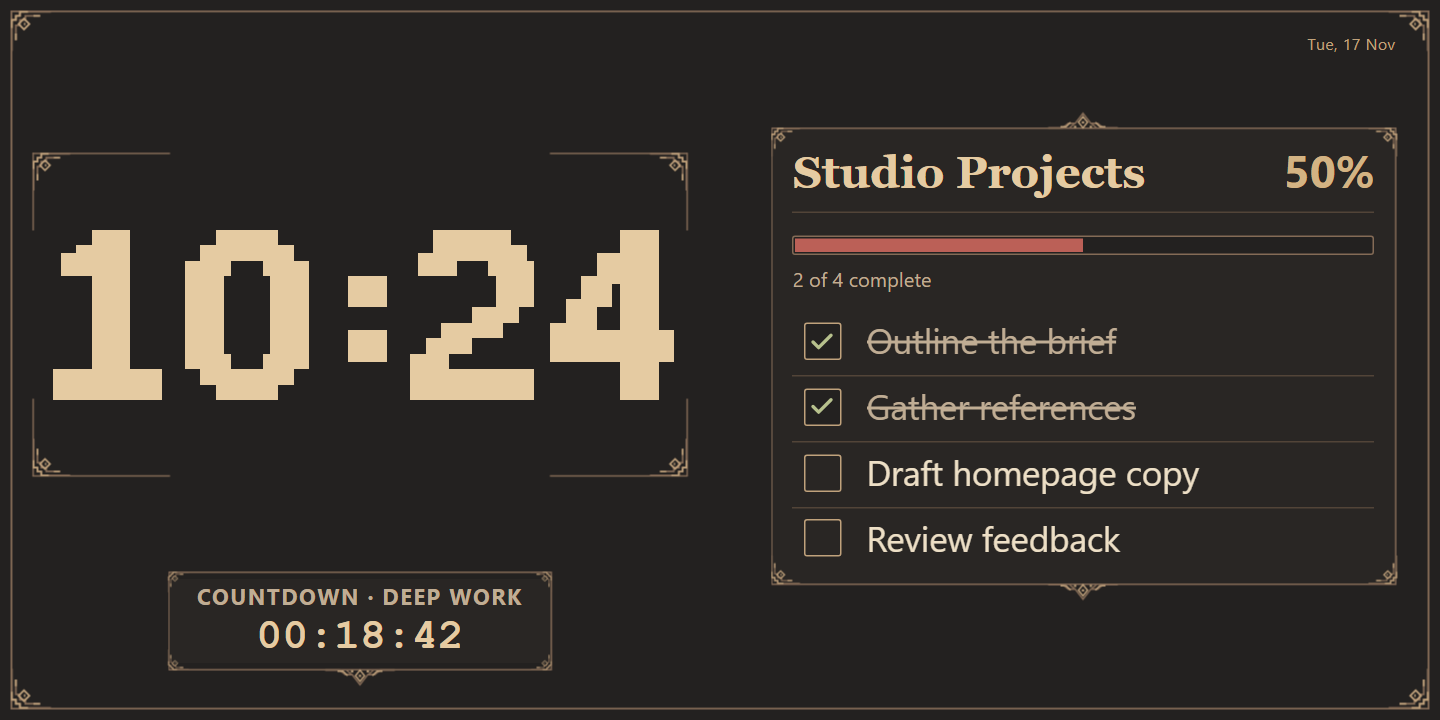 Tue, 17 Nov
10:24
Studio Projects 50%
2 of 4 complete
Outline the brief
Gather references
Draft homepage copy
Review feedback
COUNTDOWN · DEEP WORK
00:18:42